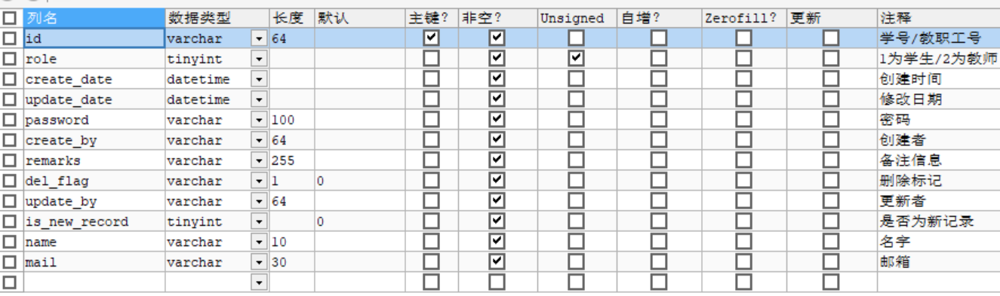 列名 数据类型 长度 默认 主键? 非空? Unsigned 自增? Zerofill? 更新 注释
id varchar 64 学号/教职工号
role tinyint 1为学生/2为教师
create_date datetime 创建时间
update_date datetime 修改日期
password varchar 100 密码
create_by varchar 64 创建者
remarks varchar 255 备注信息
del_flag varchar 1 0 删除标记
update_by varchar 64 更新者
is_new_record tinyint 0 是否为新记录
name varchar 10 名字
mail varchar 30 邮箱